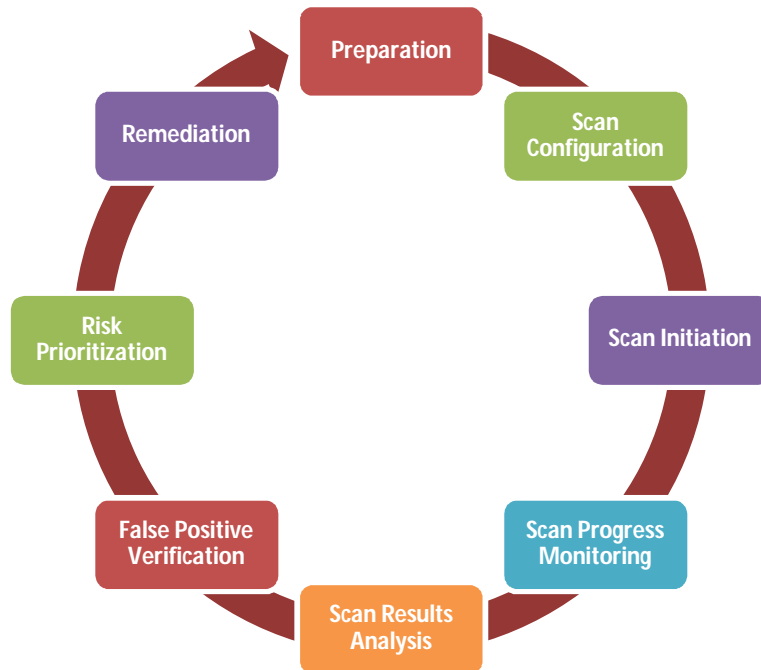 Preparation
Scan
Configuration
Scan Initiation
Scan Progress
Monitoring
Scan Results
Analysis
False Positive
Verification
Risk
Prioritization
Remediation